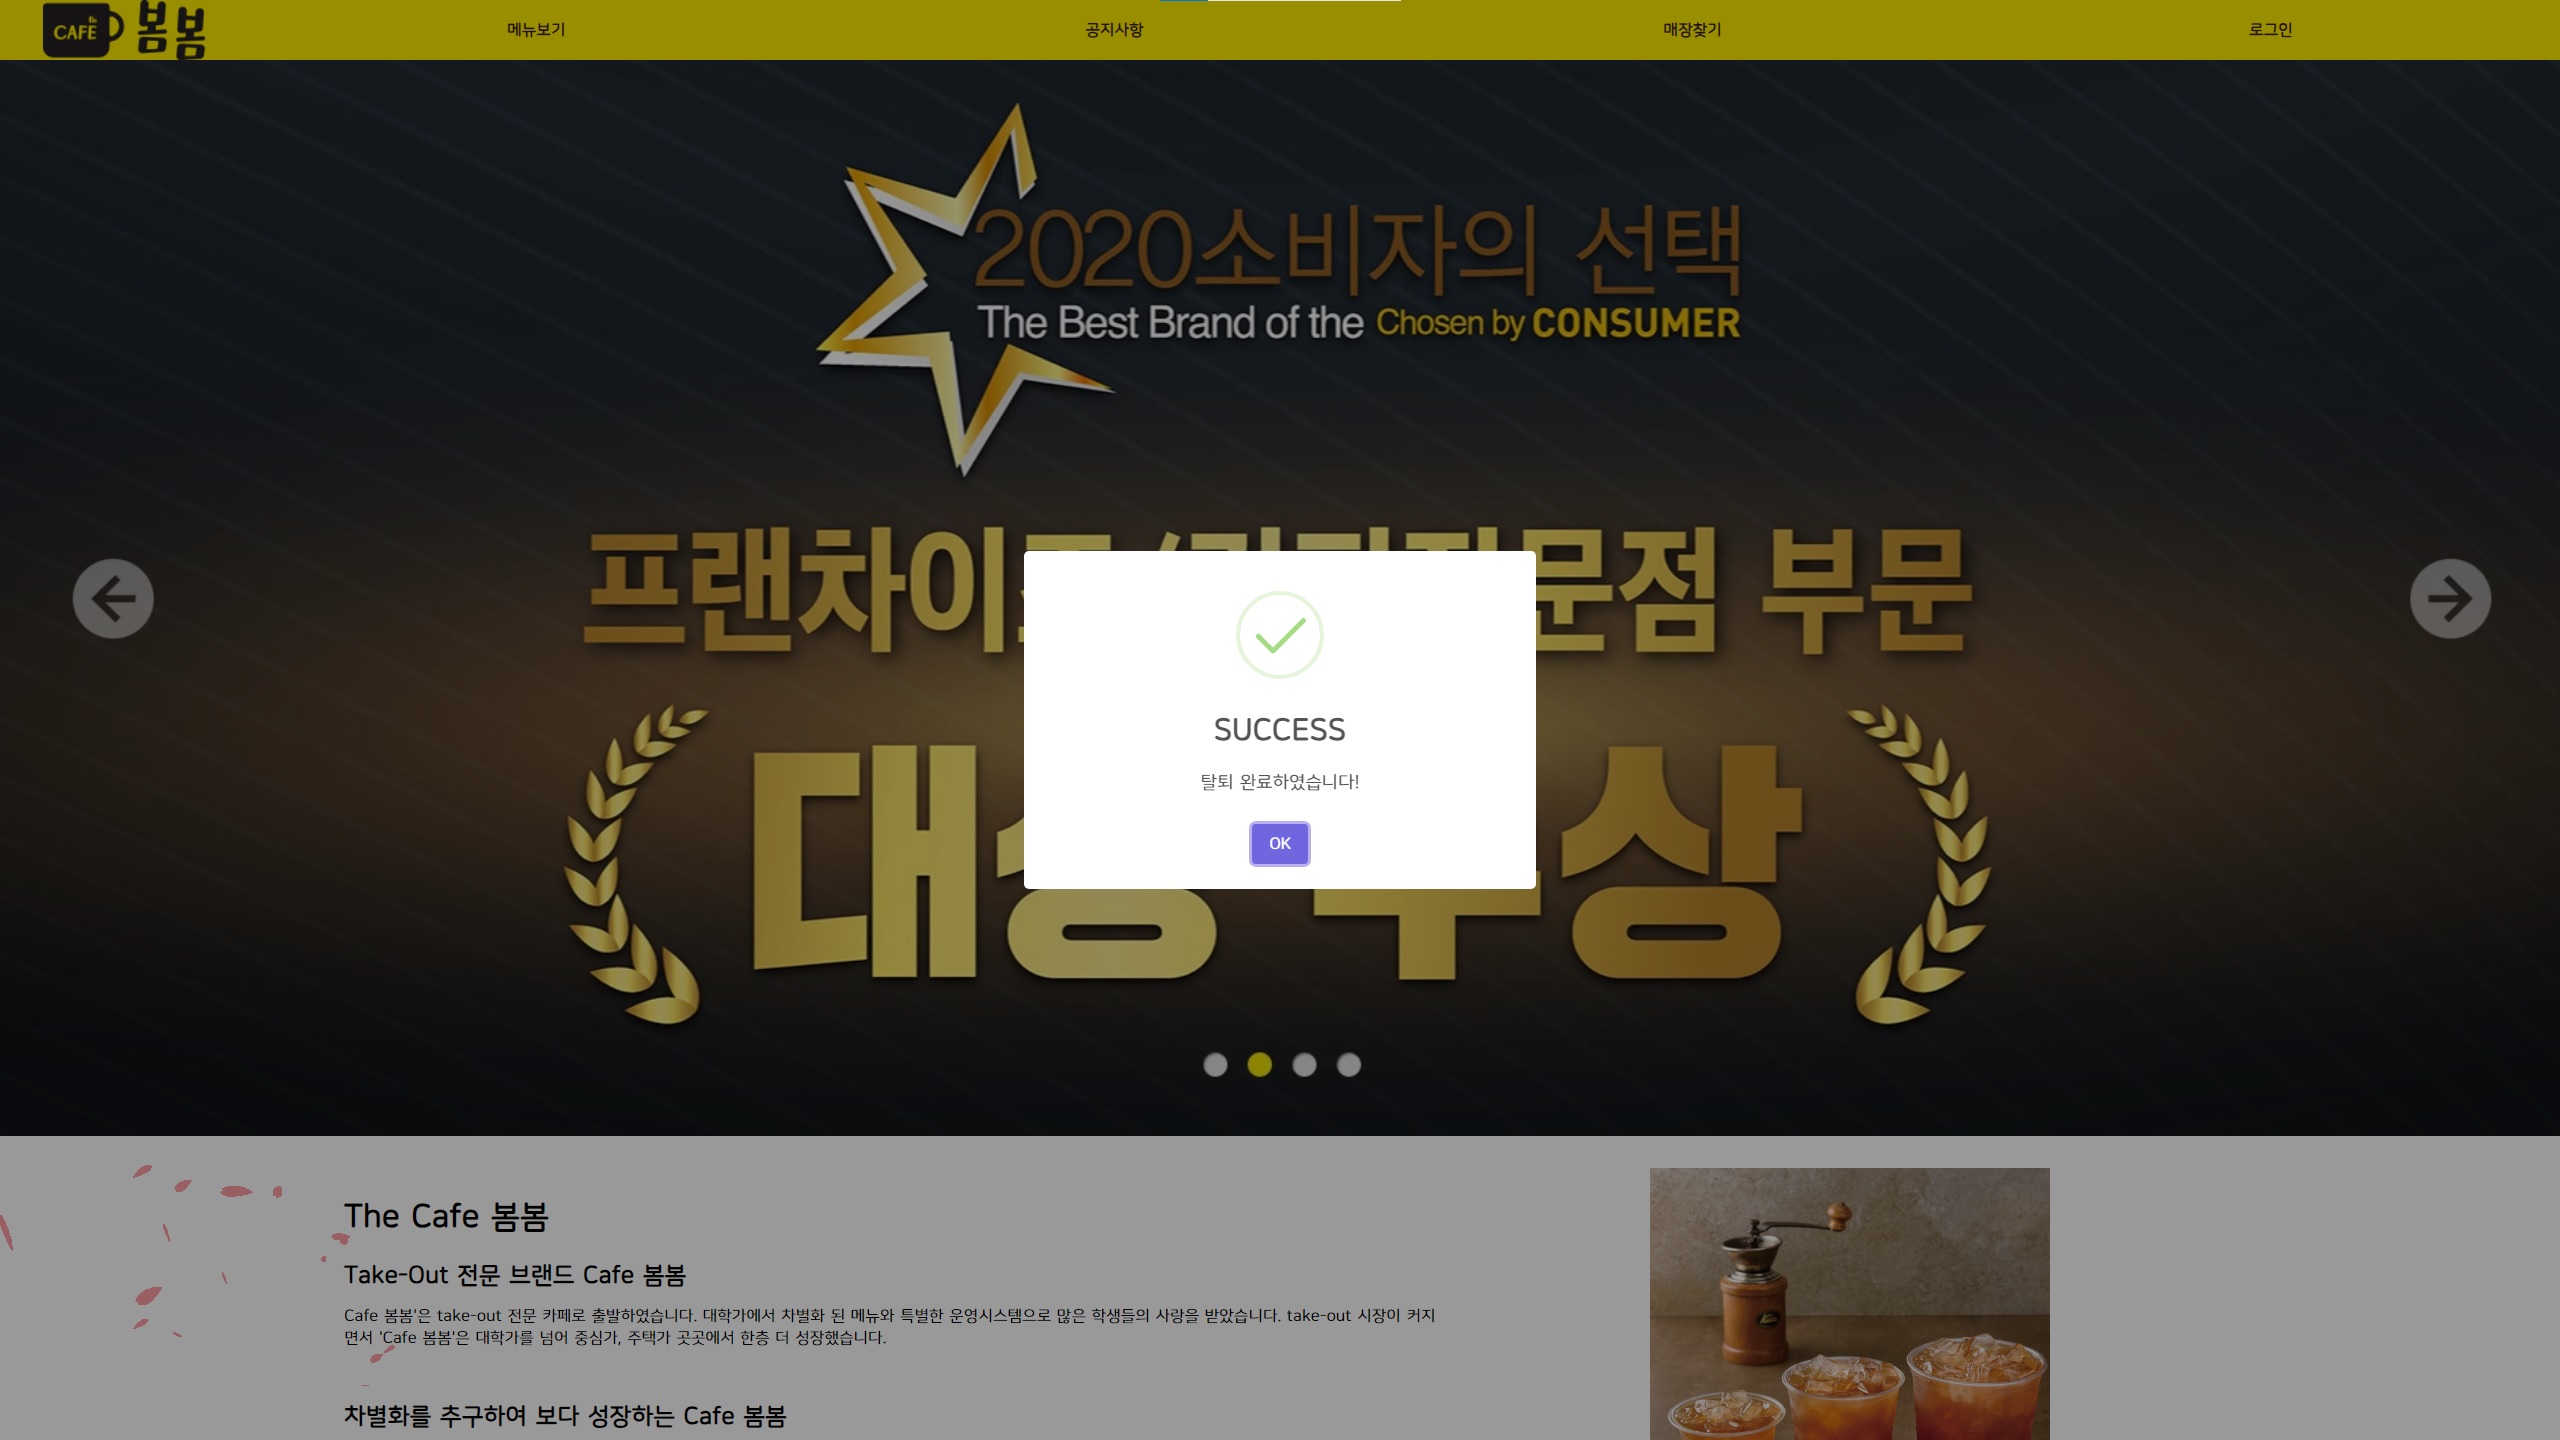 CAFE 봄봄
메뉴보기
공지사항
매장찾기
로그인
2020소비자의 선택
The Best Brand of the Chosen by CONSUMER
프랜차이 문점 부문
대 상
SUCCESS
탈퇴 완료하였습니다!
OK
The Cafe 봄봄
Take-Out 전문 브랜드 Cafe 봄봄
Cafe 봄봄'은 take-out 전문 카페로 출발하였습니다. 대학가에서 차별화 된 메뉴와 특별한 운영시스템으로 많은 학생들의 사랑을 받았습니다. take-out 시장이 커지
면서 'Cafe 봄봄'은 대학가를 넘어 중심가, 주택가 곳곳에서 한층 더 성장했습니다.
차별화를 추구하여 보다 성장하는 Cafe 봄봄